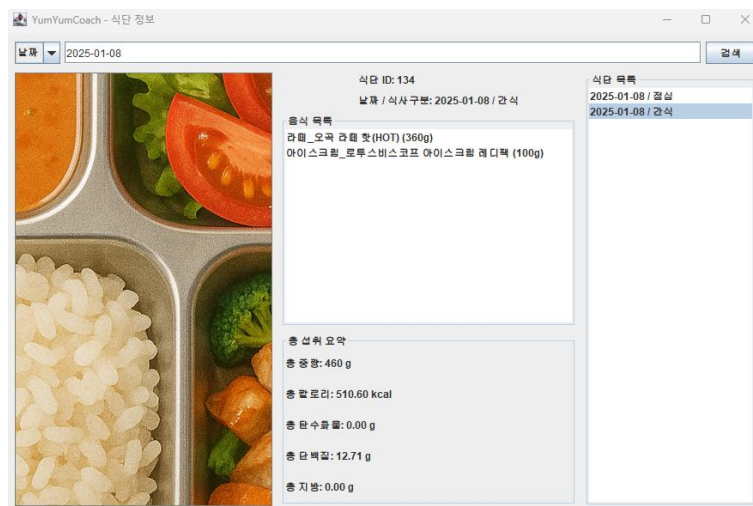 YumYumCoach - 식단 정보
날짜
2025-01-08
검색
식단 ID: 134
날짜 / 식사구분: 2025-01-08 / 간식
음식 목록
라떼_오곡 라떼 핫(HOT) (360g)
아이스크림_로투스비스코프 아이스크림 레디팩 (100g)
총 섭취 요약
총 중량: 460 g
총 칼로리: 510.60 kcal
총 탄수화물: 0.00 g
총 단백질: 12.71 g
총 지방: 0.00 g
식단 목록
2025-01-08 / 점심
2025-01-08 / 간식